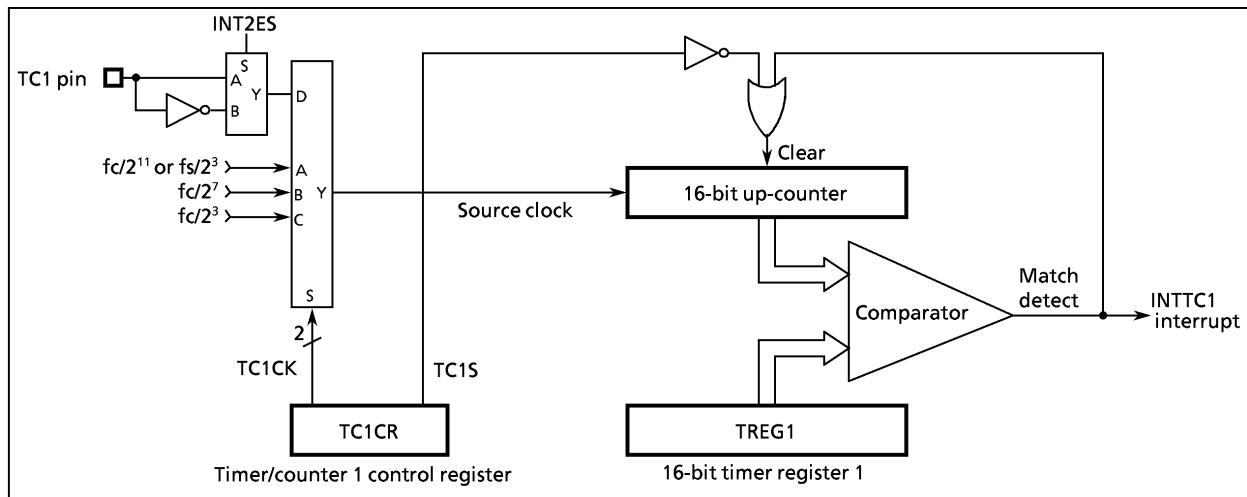 INT2ES
S
TC1 pin
A
Y
B
D
fc/2¹¹ or fs/2³
A
fc/2⁷
B
Y
fc/2³
C
S
2
TC1CK
TC1S
Source clock
Clear
16-bit up-counter
Comparator
Match
detect
INTTC1
interrupt
TC1CR
Timer/counter 1 control register
TREG1
16-bit timer register 1